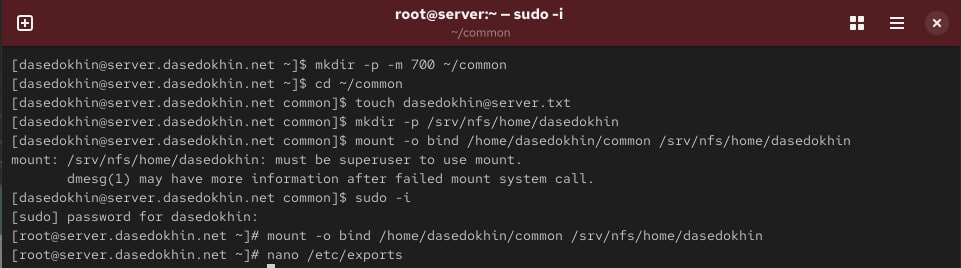 root@server:~ — sudo -i
~/common
[dasedokhin@server.dasedokhin.net ~]$ mkdir -p -m 700 ~/common
[dasedokhin@server.dasedokhin.net ~]$ cd ~/common
[dasedokhin@server.dasedokhin.net common]$ touch dasedokhin@server.txt
[dasedokhin@server.dasedokhin.net common]$ mkdir -p /srv/nfs/home/dasedokhin
[dasedokhin@server.dasedokhin.net common]$ mount -o bind /home/dasedokhin/common /srv/nfs/home/dasedokhin
mount: /srv/nfs/home/dasedokhin: must be superuser to use mount.
       dmesg(1) may have more information after failed mount system call.
[dasedokhin@server.dasedokhin.net common]$ sudo -i
[sudo] password for dasedokhin:
[root@server.dasedokhin.net ~]# mount -o bind /home/dasedokhin/common /srv/nfs/home/dasedokhin
[root@server.dasedokhin.net ~]# nano /etc/exports